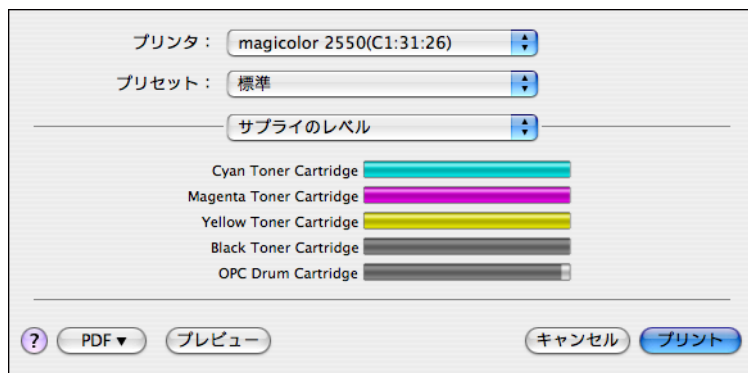 プリンタ： magicolor 2550(C1:31:26)
プリセット： 標準
サプライのレベル
Cyan Toner Cartridge
Magenta Toner Cartridge
Yellow Toner Cartridge
Black Toner Cartridge
OPC Drum Cartridge
? PDF▼ プレビュー キャンセル プリント